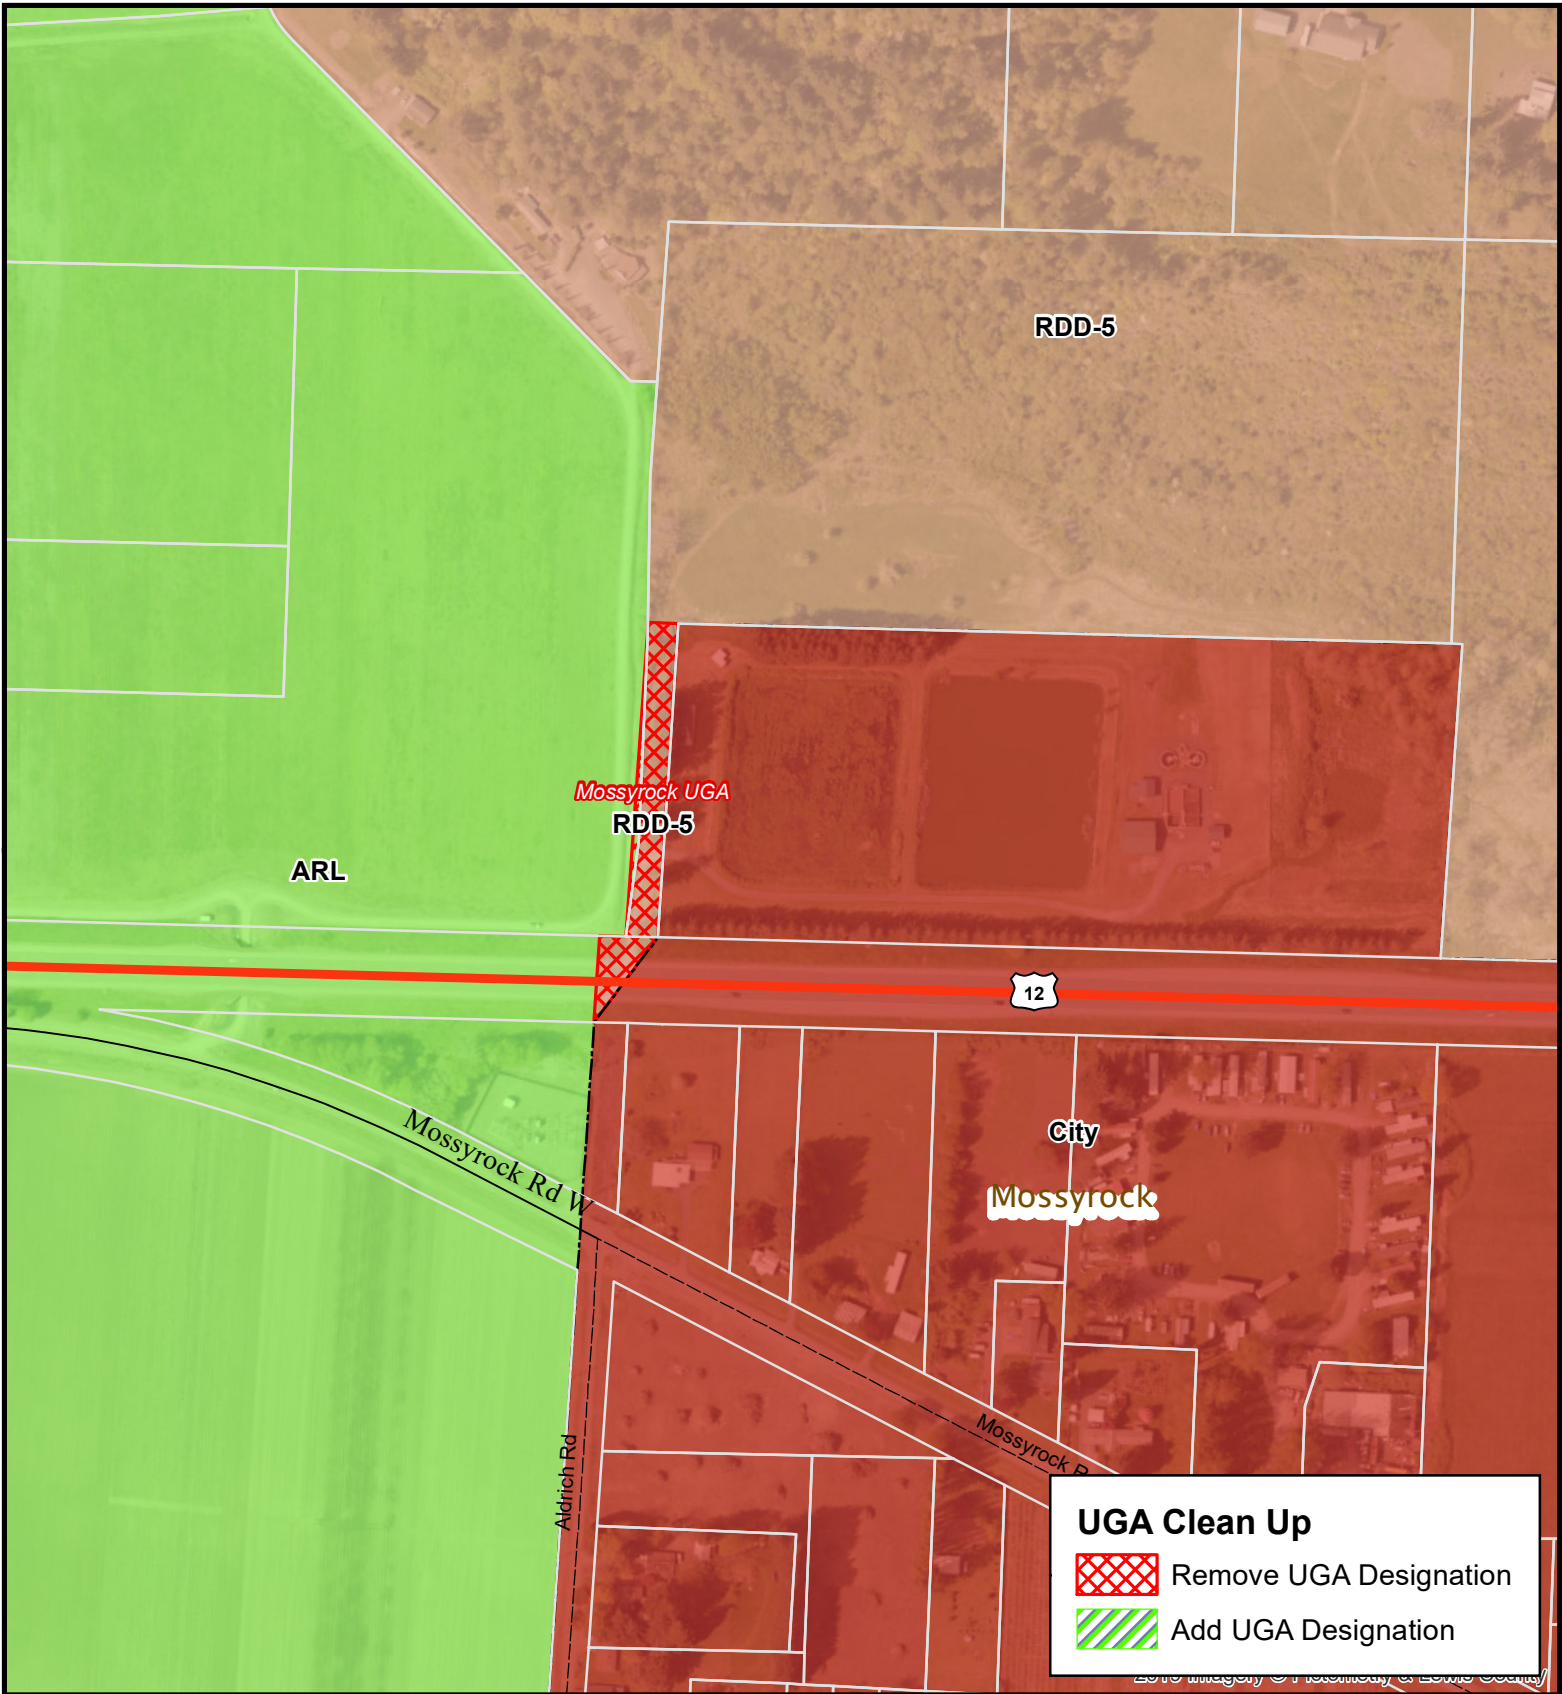 RDD-5
Mossyrock UGA
RDD-5
ARL
12
Mossyrock Rd W
City
Mossyrock
Mossyrock R
Aldrich Rd
UGA Clean Up
Remove UGA Designation
Add UGA Designation